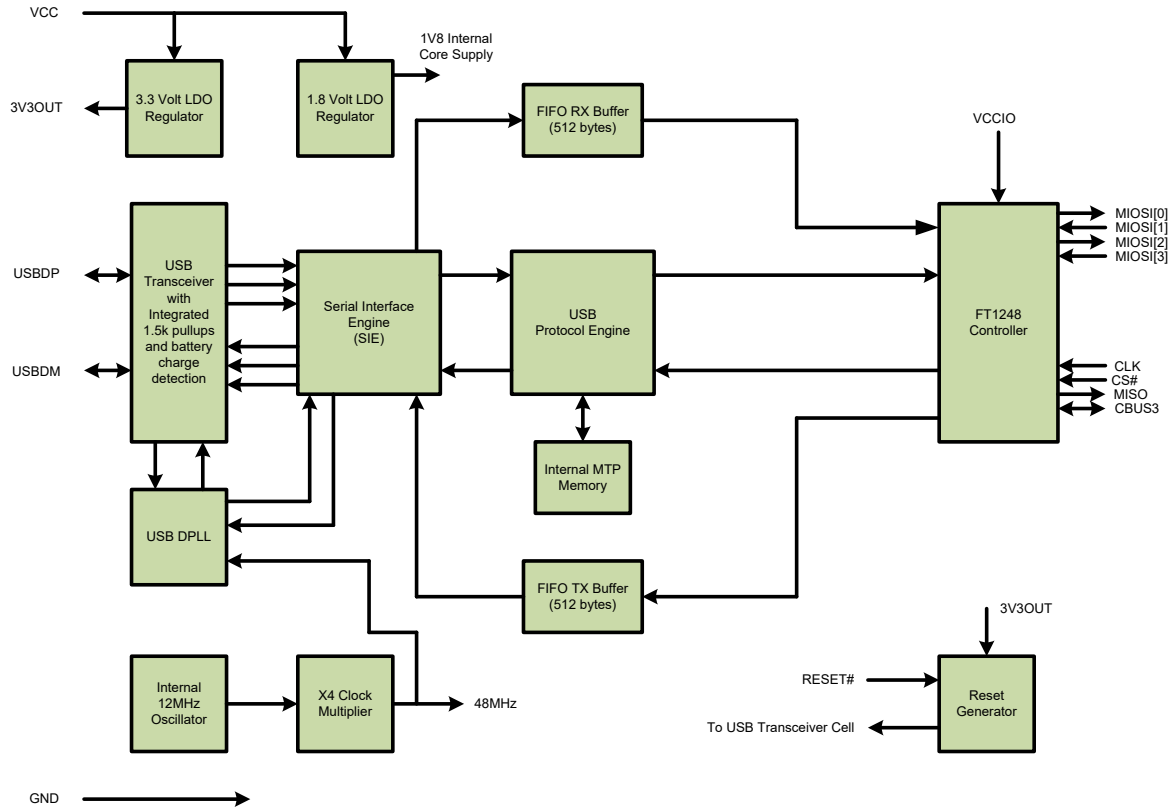 VCC
1V8 Internal
Core Supply
3.3 Volt LDO
Regulator
1.8 Volt LDO
Regulator
3V3OUT
FIFO RX Buffer
(512 bytes)
VCCIO
MIOSI[0]
MIOSI[1]
MIOSI[2]
MIOSI[3]
USBDP
USBDM
USB
Transceiver
with
Integrated
1.5k pullups
and battery
charge
detection
Serial Interface
Engine
(SIE)
USB
Protocol Engine
FT1248
Controller
CLK
CS#
MISO
CBUS3
Internal MTP
Memory
USB DPLL
FIFO TX Buffer
(512 bytes)
3V3OUT
RESET#
Reset
Generator
To USB Transceiver Cell
Internal
12MHz
Oscillator
X4 Clock
Multiplier
48MHz
GND